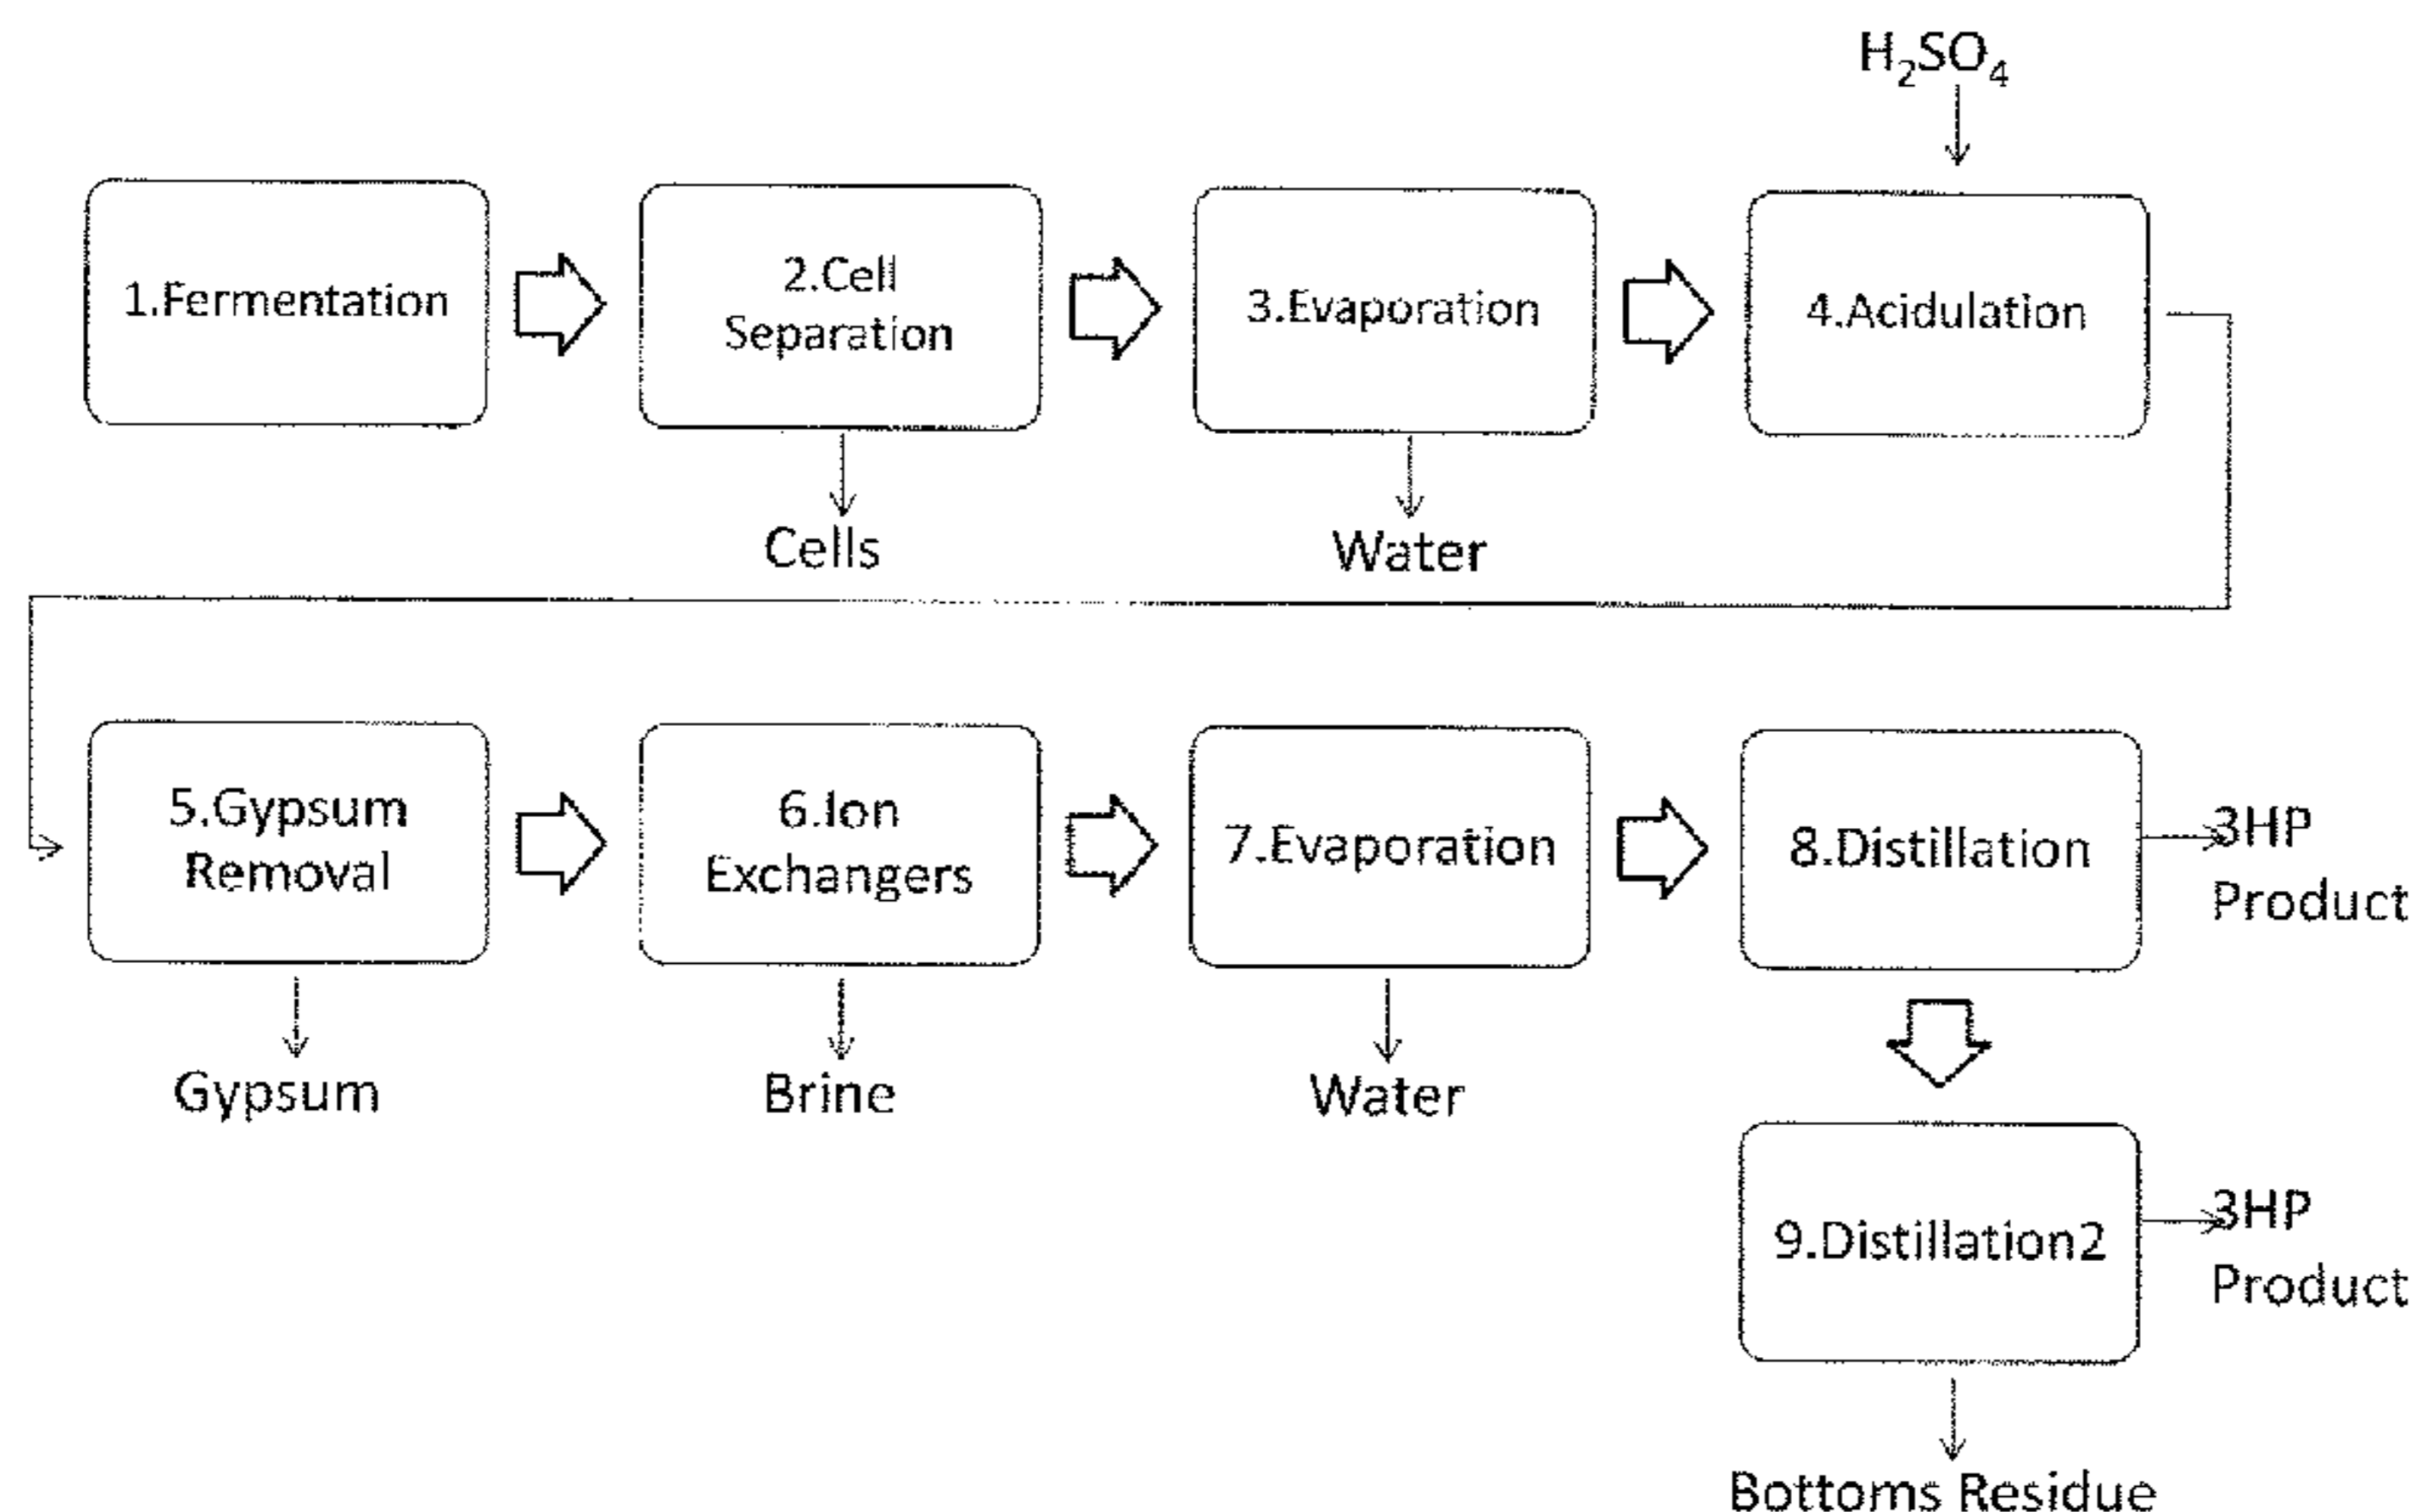 H₂SO₄
1.Fermentation
2.Cell
Separation
3.Evaporation
4.Acidulation
Cells
Water
5.Gypsum
Removal
6.Ion
Exchangers
7.Evaporation
8.Distillation
3HP
Product
Gypsum
Brine
Water
9.Distillation2
3HP
Product
Bottoms Residue